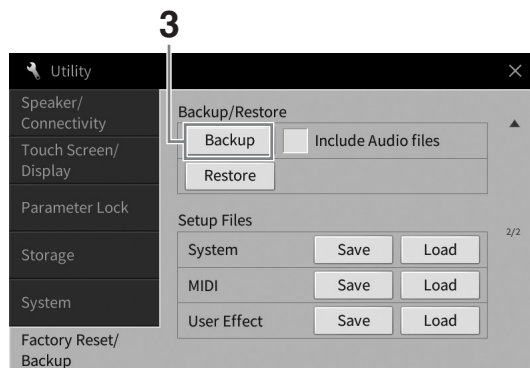 3
Utility
Speaker/
Connectivity
Touch Screen/
Display
Parameter Lock
Storage
System
Factory Reset/
Backup
Backup/Restore
Backup Include Audio files
Restore
Setup Files
System Save Load
MIDI Save Load
User Effect Save Load
2/2